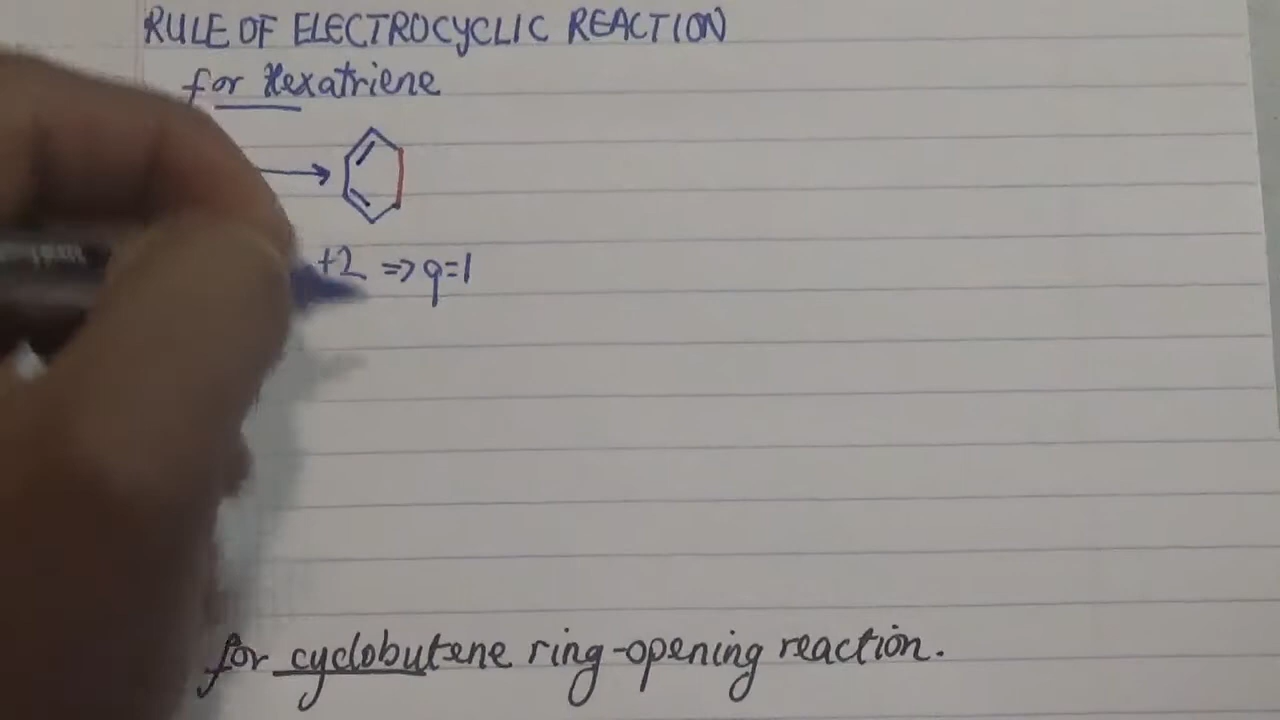 RULE OF ELECTROCYCLIC REACTION
for Hexatriene
+2 => q=1
for cyclobutene ring-opening reaction.